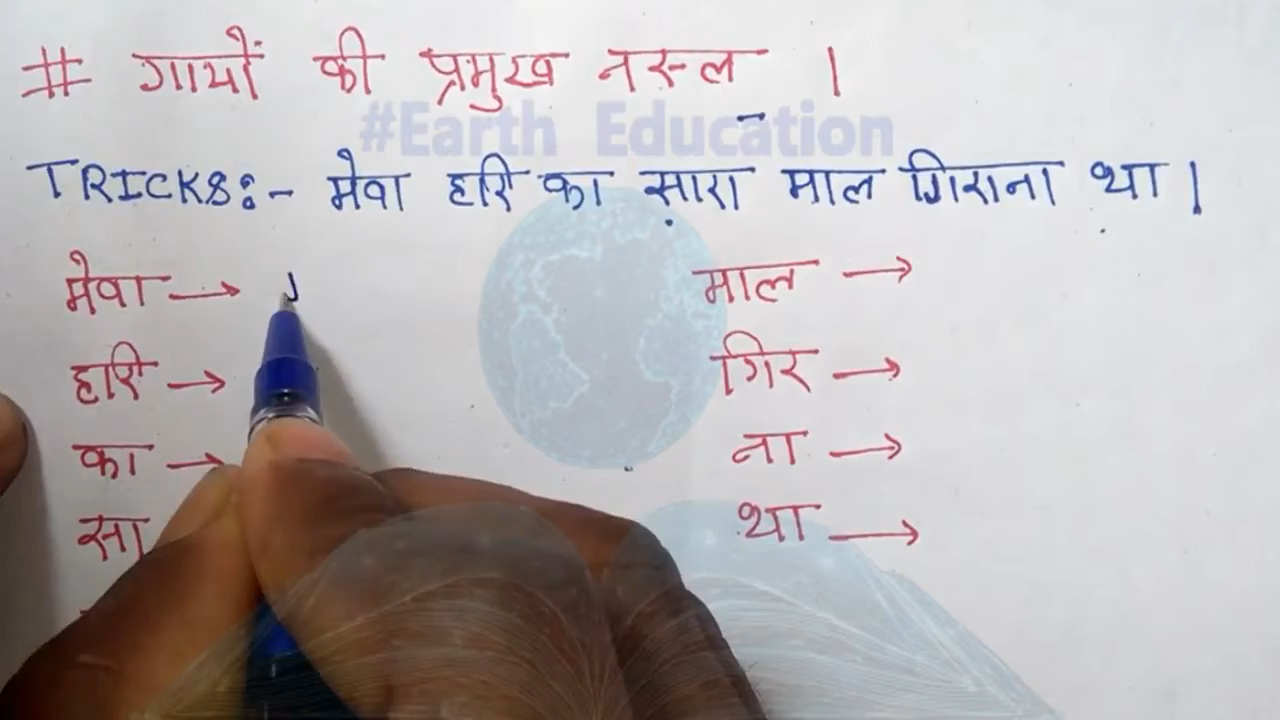 # गायों की प्रमुख नस्ल ।
#Earth Education
TRICKS:- मेवा हरि का सारा माल गिराना था ।
मेवा →
हरि →
का →
सा
माल →
गिर →
ना →
था →